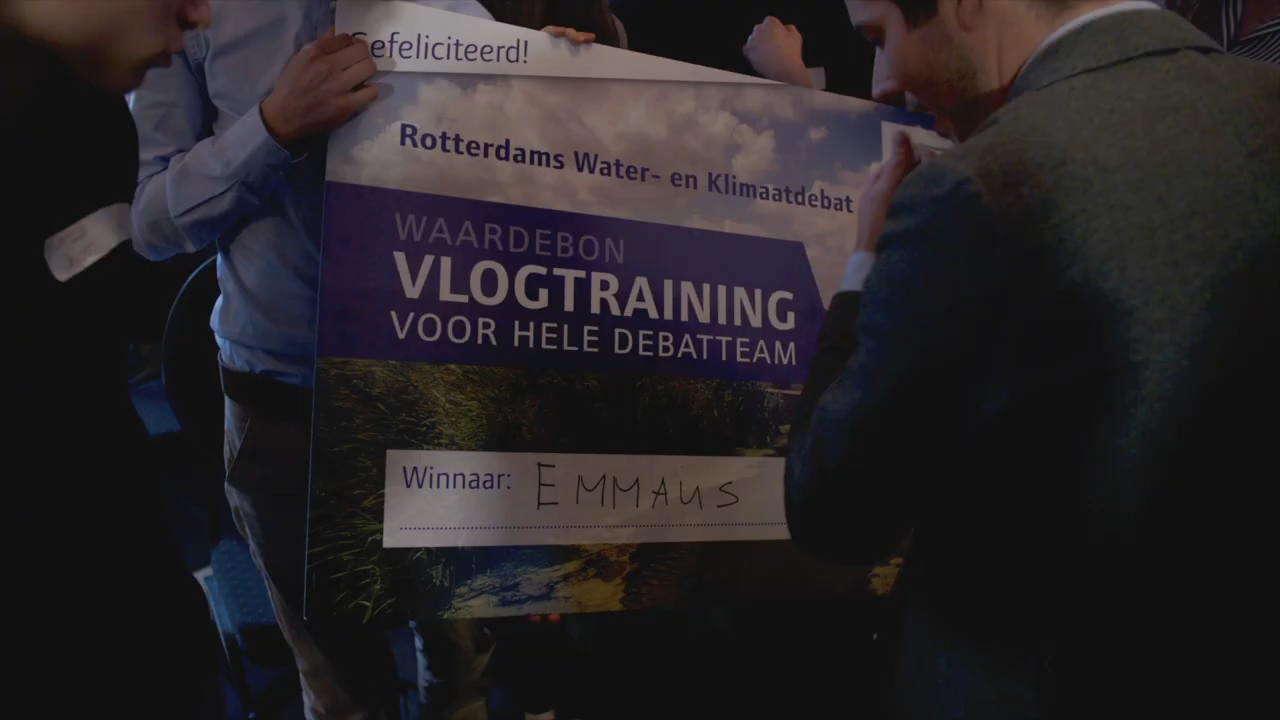 Gefeliciteerd!
Rotterdams Water- en Klimaatdebat
WAARDEBON
VLOGTRAINING
VOOR HELE DEBATTEAM
Winnaar: EMMAUS